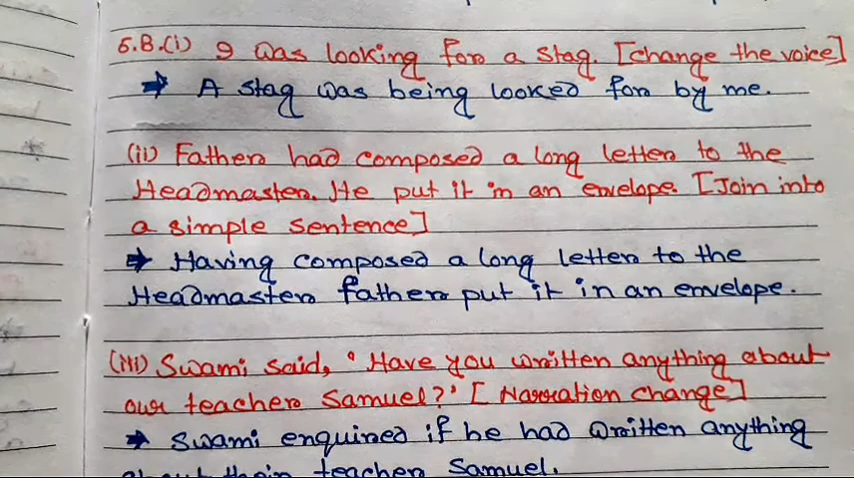 5.B.(i) I was looking for a stag. [change the voice]
→ A stag was being looked for by me.
(ii) Father had composed a long letter to the
Headmaster. He put it in an envelope. [Join into
a simple sentence]
→ Having composed a long letter to the
Headmaster father put it in an envelope.
(iii) Swami said, 'Have you written anything about
our teacher Samuel?' [Narration change]
→ Swami enquired if he had written anything
about their teacher Samuel.